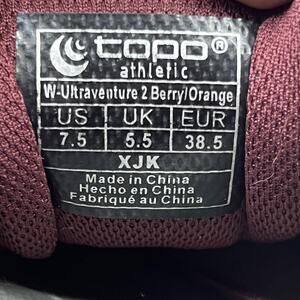 topo®
athletic
W-Ultraventure 2 Berry/Orange
US UK EUR
7.5 5.5 38.5
XJK
Made in China
Hecho en China
Fabriqué au China